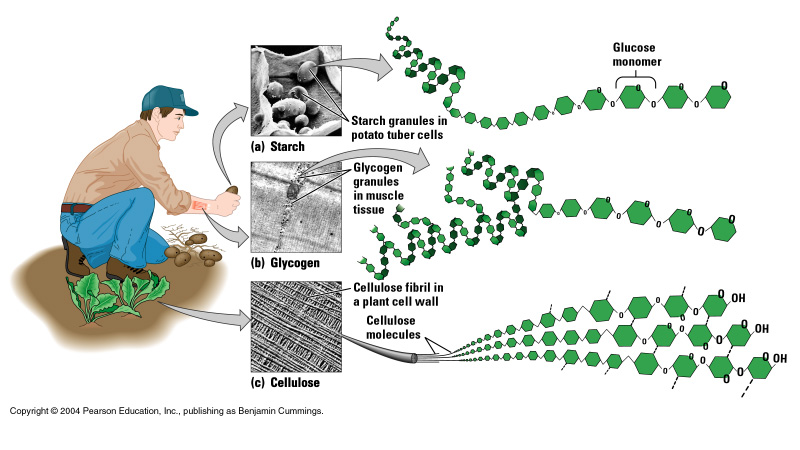 Glucose
monomer
Starch granules in
potato tuber cells
(a) Starch
Glycogen
granules
in muscle
tissue
(b) Glycogen
Cellulose fibril in
a plant cell wall
Cellulose
molecules
(c) Cellulose
O O O O O O O
O O O O O O O O
O O O O O O OH
O O O O O O OH
O O O O O O OH
Copyright © 2004 Pearson Education, Inc., publishing as Benjamin Cummings.